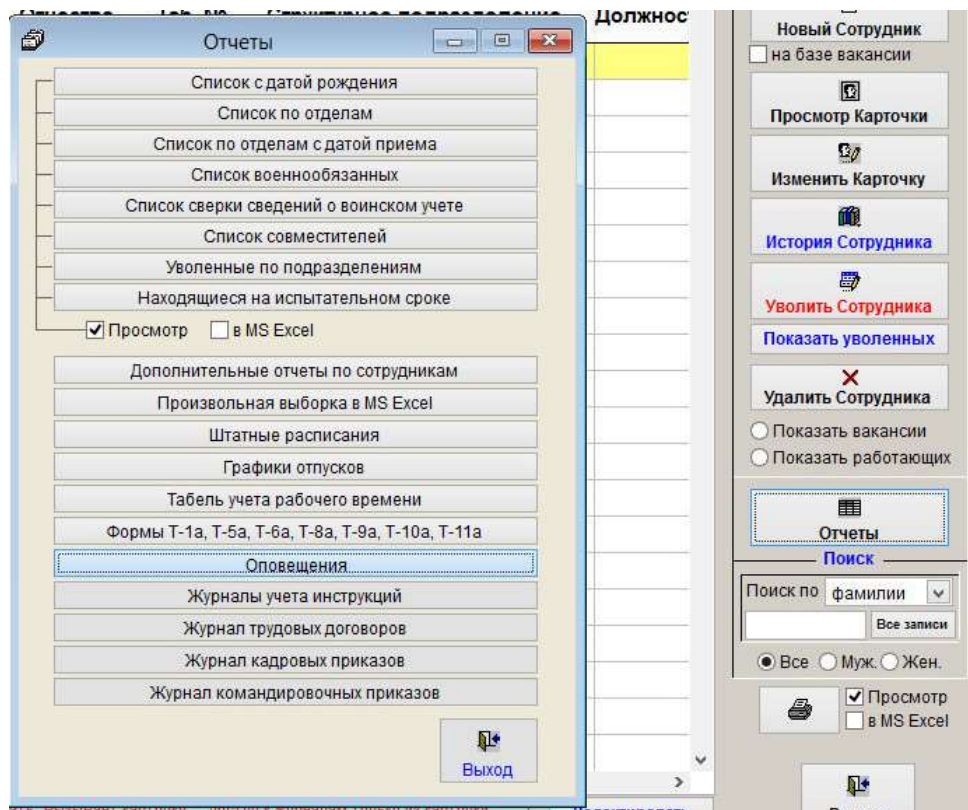 Отчество Таб. № Структурное подразделение Должнос
Отчеты
Список с датой рождения
Список по отделам
Список по отделам с датой приема
Список военнообязанных
Список сверки сведений о воинском учете
Список совместителей
Уволенные по подразделениям
Находящиеся на испытательном сроке
Просмотр в MS Excel
Дополнительные отчеты по сотрудникам
Произвольная выборка в MS Excel
Штатные расписания
Графики отпусков
Табель учета рабочего времени
Формы Т-1а, Т-5а, Т-6а, Т-8а, Т-9а, Т-10а, Т-11а
Оповещения
Журналы учета инструкций
Журнал трудовых договоров
Журнал кадровых приказов
Журнал командировочных приказов
Выход
Новый Сотрудник
на базе вакансии
Просмотр Карточки
Изменить Карточку
История Сотрудника
Уволить Сотрудника
Показать уволенных
Удалить Сотрудника
Показать вакансии
Показать работающих
Отчеты
Поиск
Поиск по фамилии
Все записи
Все Муж. Жен.
Просмотр
в MS Excel